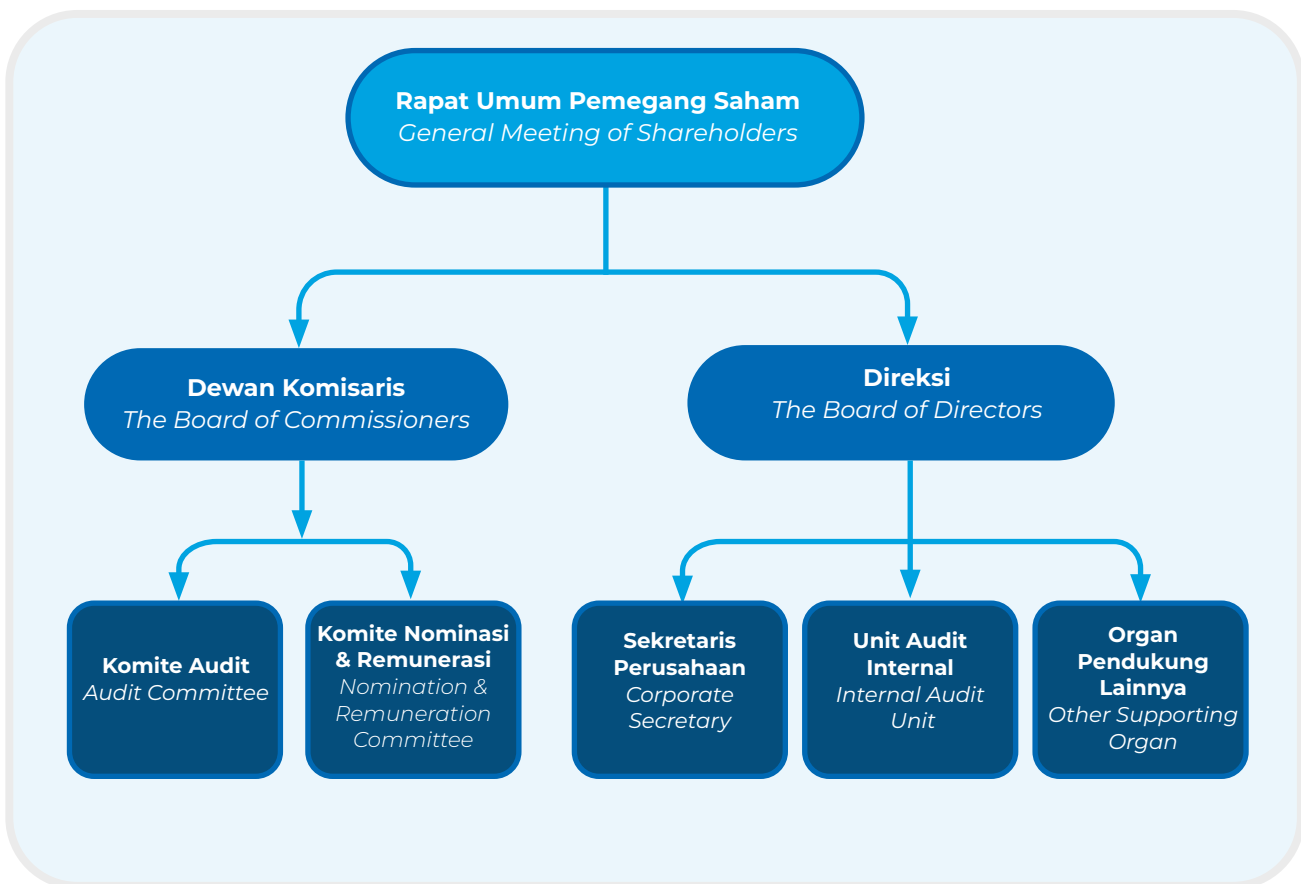 Rapat Umum Pemegang Saham
General Meeting of Shareholders
Dewan Komisaris
The Board of Commissioners
Direksi
The Board of Directors
Komite Audit
Audit Committee
Komite Nominasi
& Remunerasi
Nomination &
Remuneration
Committee
Sekretaris
Perusahaan
Corporate
Secretary
Unit Audit
Internal
Internal Audit
Unit
Organ
Pendukung
Lainnya
Other Supporting
Organ